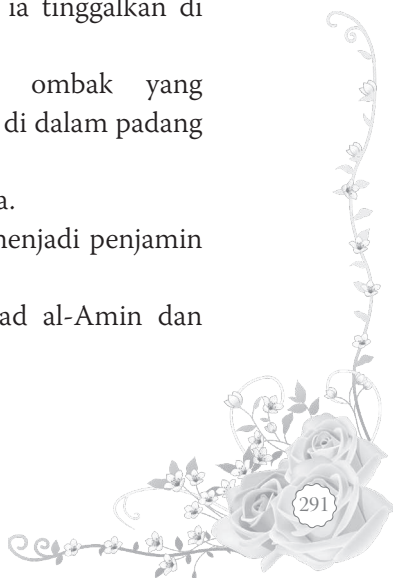 ia tinggalkan di
ombak yang
di dalam padang
a.
menjadi penjamin
ad al-Amin dan
291